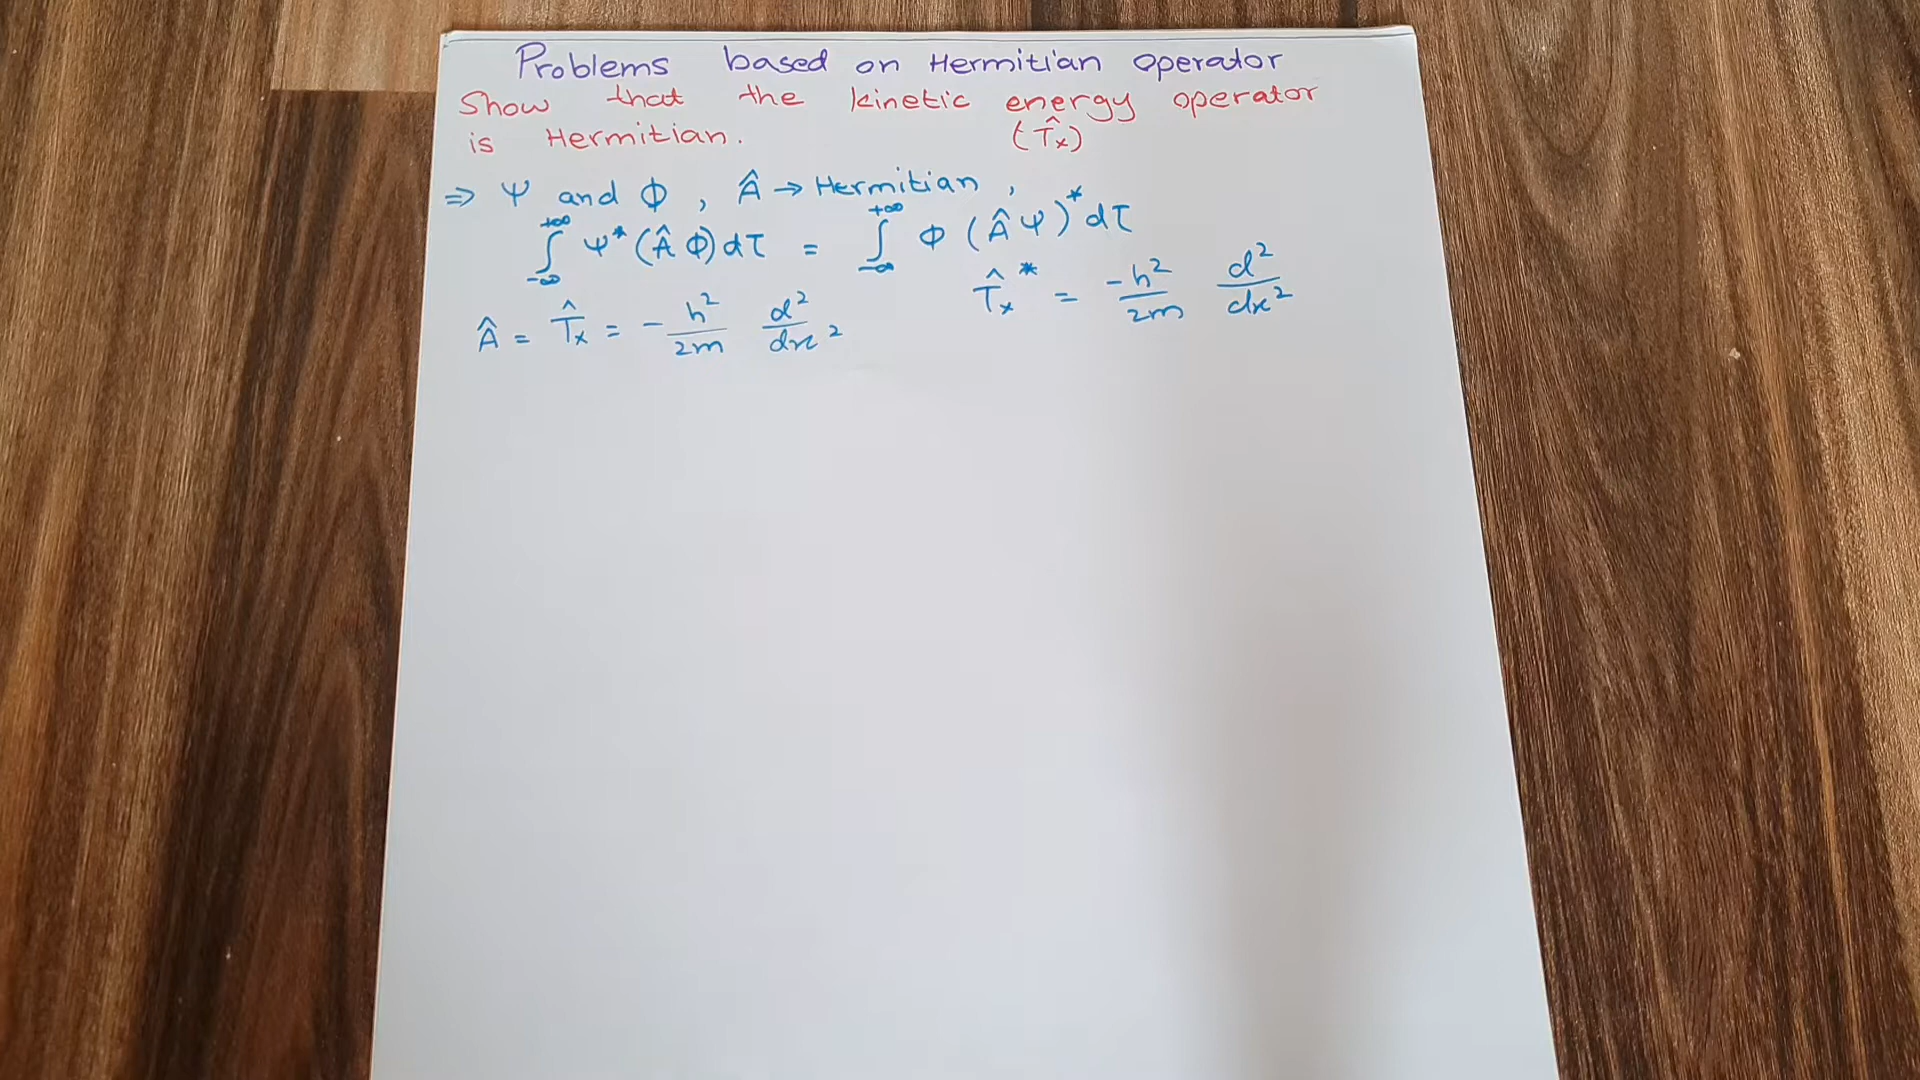 Problems based on Hermitian operator
Show that the kinetic energy operator
is Hermitian. (T̂ₓ)
⇒ Ψ and Φ , Â → Hermitian ,
∫₋∞⁺∞ Ψ* (Â Φ) dτ = ∫₋∞⁺∞ Φ (Â Ψ)* dτ
T̂ₓ* = -h²/2m d²/dx²
Â = T̂ₓ = - h²/2m d²/dx²